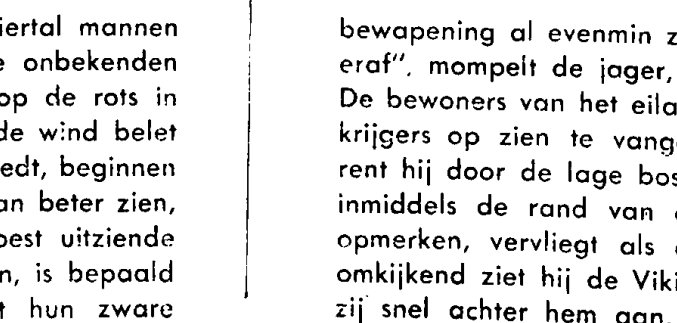 iertal mannen
onbekenden
op de rots in
de wind belet
edt, beginnen
an beter zien,
oest uitziende
n, is bepaald
t hun zware
bewapening al evenmin z
eraf", mompelt de jager,
De bewoners van het eila
krijgers op zien te vang
rent hij door de lage bos
inmiddels de rand van
opmerken, vervliegt als
omkijkend ziet hij de Viki
zij snel achter hem aan.